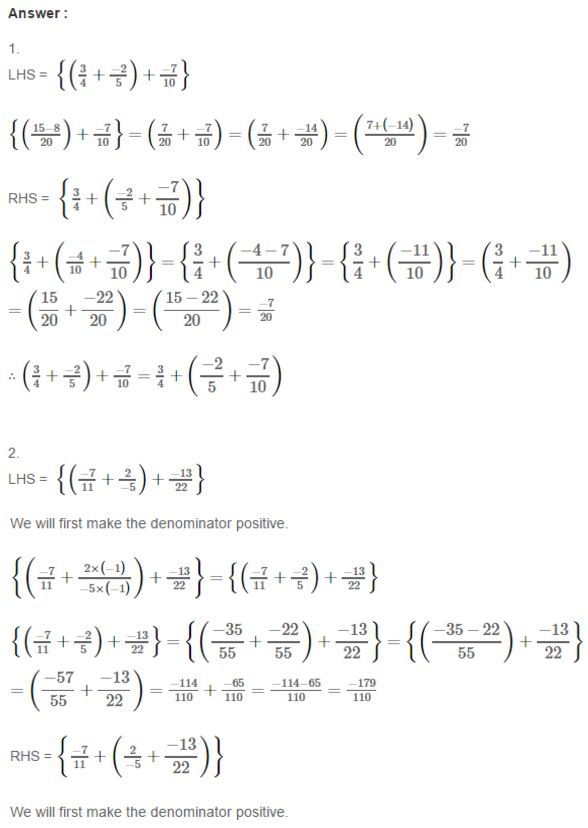 Answer :
1.
LHS = {(3/4 + -2/5) + -7/10}
{(15-8/20) + -7/10} = (7/20 + -7/10) = (7/20 + -14/20) = (7+(-14)/20) = -7/20
RHS = {3/4 + (-2/5 + -7/10)}
{3/4 + (-4/10 + -7/10)} = {3/4 + (-4 - 7/10)} = {3/4 + (-11/10)} = (3/4 + -11/10)
= (15/20 + -22/20) = (15 - 22/20) = -7/20
∴ (3/4 + -2/5) + -7/10 = 3/4 + (-2/5 + -7/10)
2.
LHS = {(-7/11 + 2/-5) + -13/22}
We will first make the denominator positive.
{(-7/11 + 2×(-1)/-5×(-1)) + -13/22} = {(-7/11 + -2/5) + -13/22}
{(-7/11 + -2/5) + -13/22} = {(-35/55 + -22/55) + -13/22} = {(-35 - 22/55) + -13/22}
= (-57/55 + -13/22) = -114/110 + -65/110 = -114-65/110 = -179/110
RHS = {-7/11 + (2/-5 + -13/22)}
We will first make the denominator positive.